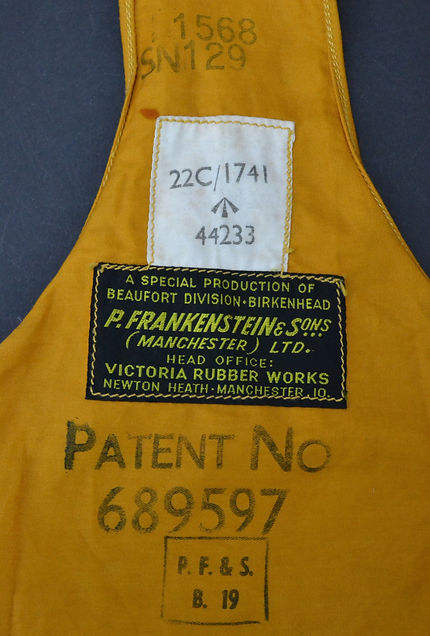 1568
SN129
22C/1741
44233
A SPECIAL PRODUCTION OF
BEAUFORT DIVISION·BIRKENHEAD
P. FRANKENSTEIN & SONS
(MANCHESTER) LTD.
HEAD OFFICE:
VICTORIA RUBBER WORKS
NEWTON HEATH·MANCHESTER, 10.
PATENT NO
689597
P. F. & S.
B. 19